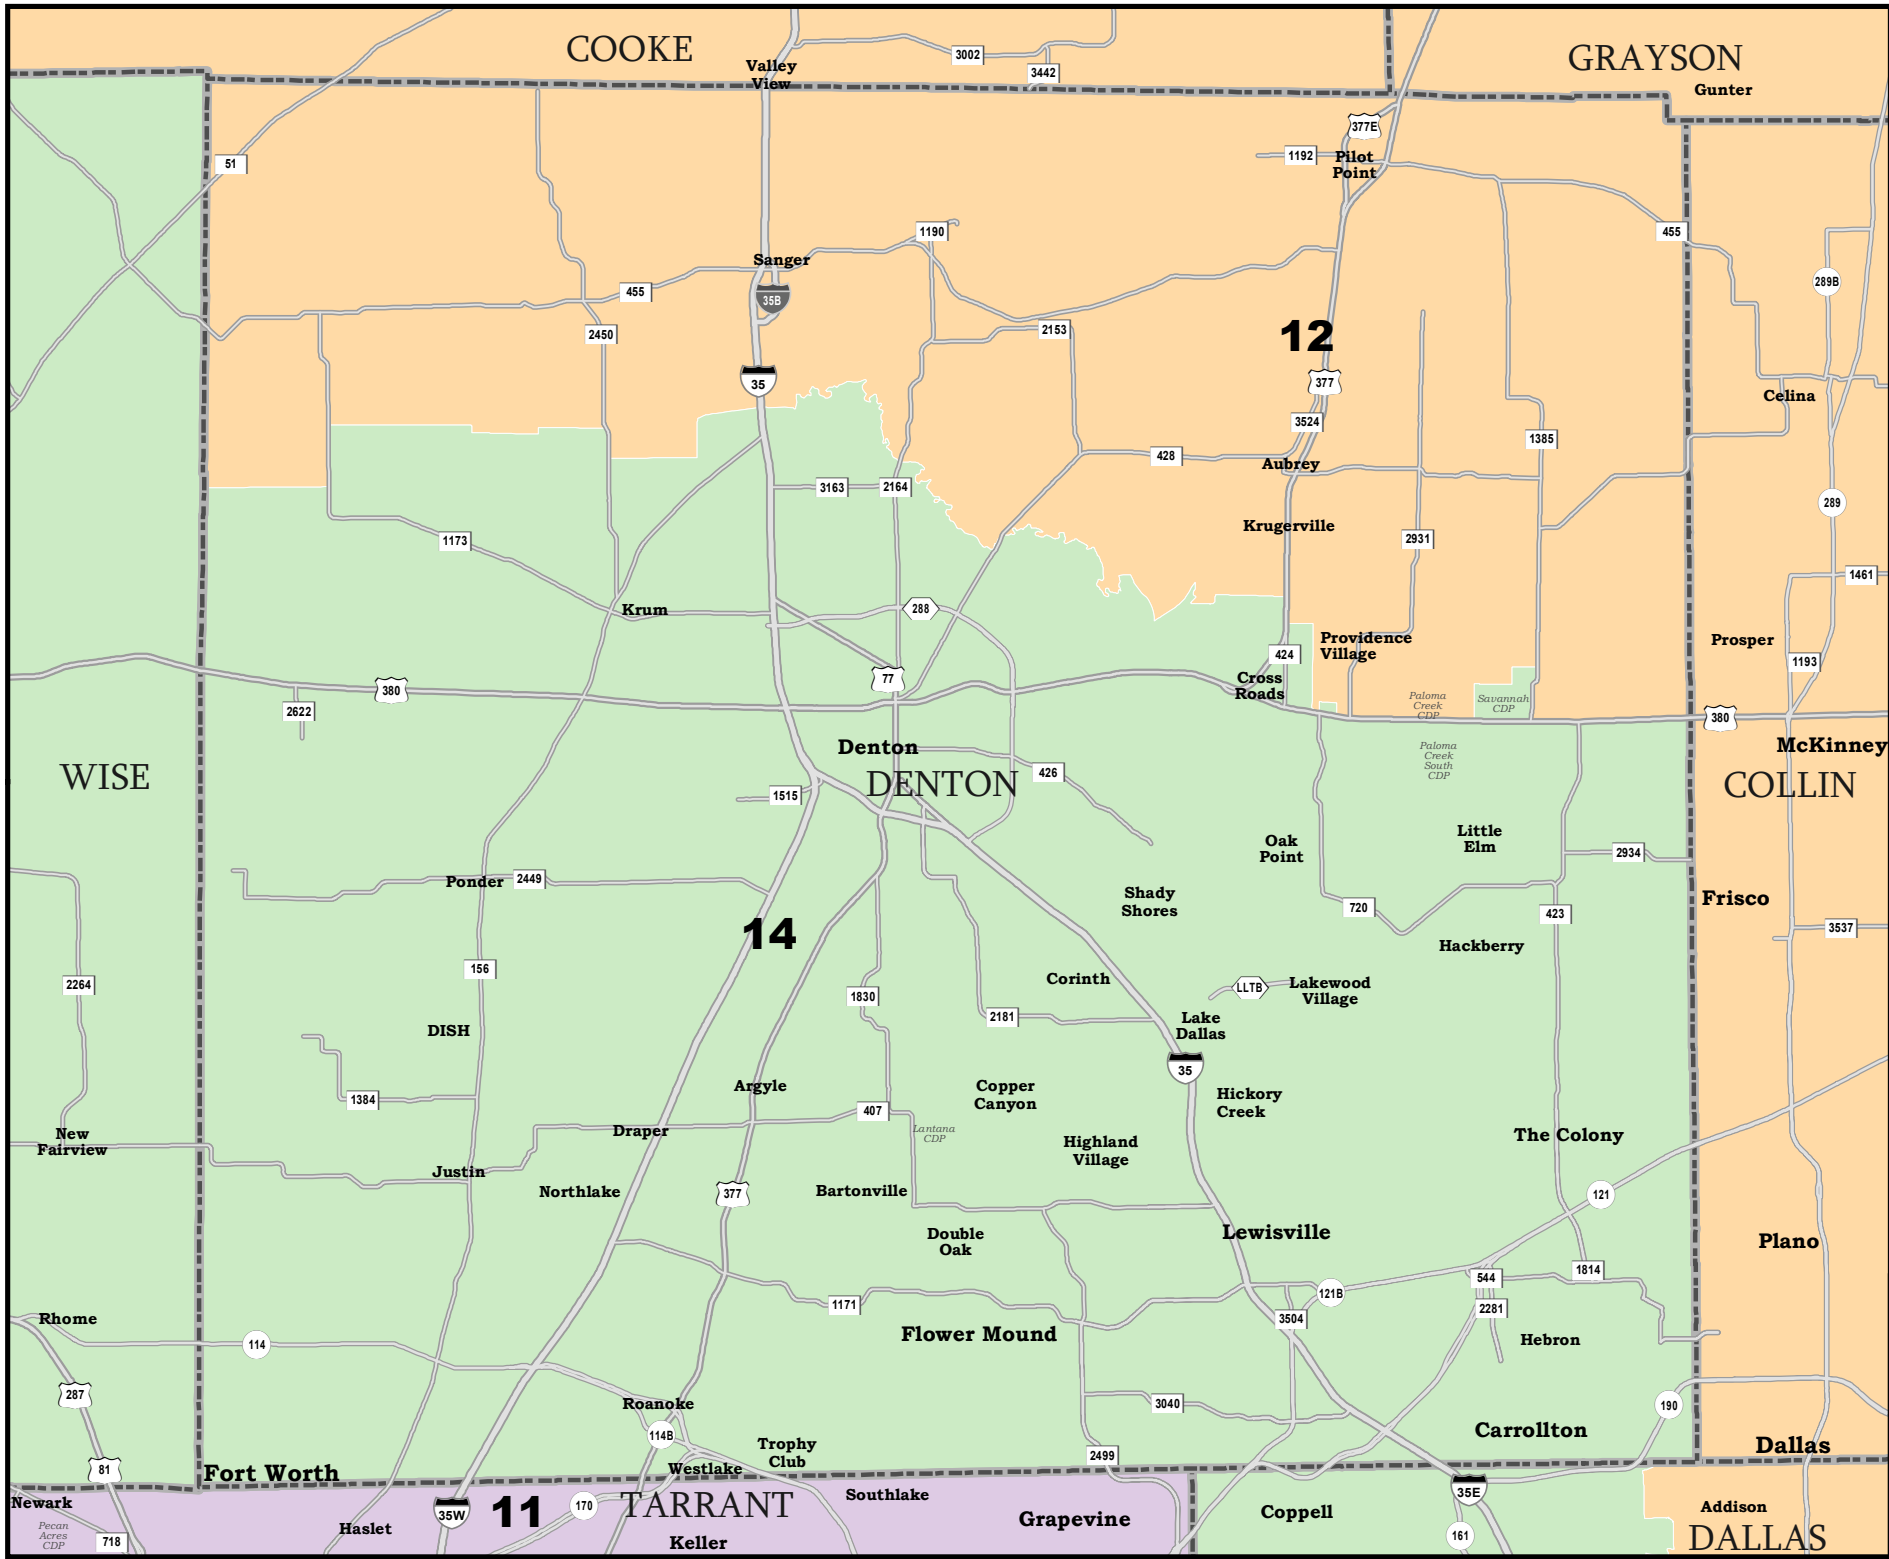 COOKE
GRAYSON
3002
3442
Valley
View
Gunter
377E
51
1192
Pilot
Point
1190
455
Sanger
289B
455
35B
2450
2153
12
35
377
Celina
3524
1385
428
Aubrey
3163
2164
289
Krugerville
1173
2931
1461
Krum
288
Providence
Village
Prosper
424
1193
77
Cross
Roads
380
2622
Paloma
Creek
CDP
Savannah
CDP
380
Denton
McKinney
Paloma
Creek
South
CDP
WISE
DENTON
426
COLLIN
1515
Oak
Point
Little
Elm
2934
Ponder
2449
Shady
Shores
Frisco
720
423
14
3537
Hackberry
156
Corinth
2264
1830
LLTB
Lakewood
Village
2181
Lake
Dallas
DISH
35
Argyle
Copper
Canyon
Hickory
Creek
1384
407
New
Fairview
Draper
Lantana
CDP
The Colony
Highland
Village
Justin
Northlake
377
Bartonville
121
Double
Oak
Lewisville
Plano
544
1814
121B
1171
2281
Rhome
3504
114
Flower Mound
Hebron
287
Roanoke
3040
190
114B
Carrollton
Trophy
Club
2499
Dallas
81
Fort Worth
Westlake
35E
Newark
11
170
TARRANT
Southlake
35W
Grapevine
Coppell
Addison
Pecan
Acres
CDP
Haslet
718
Keller
161
DALLAS